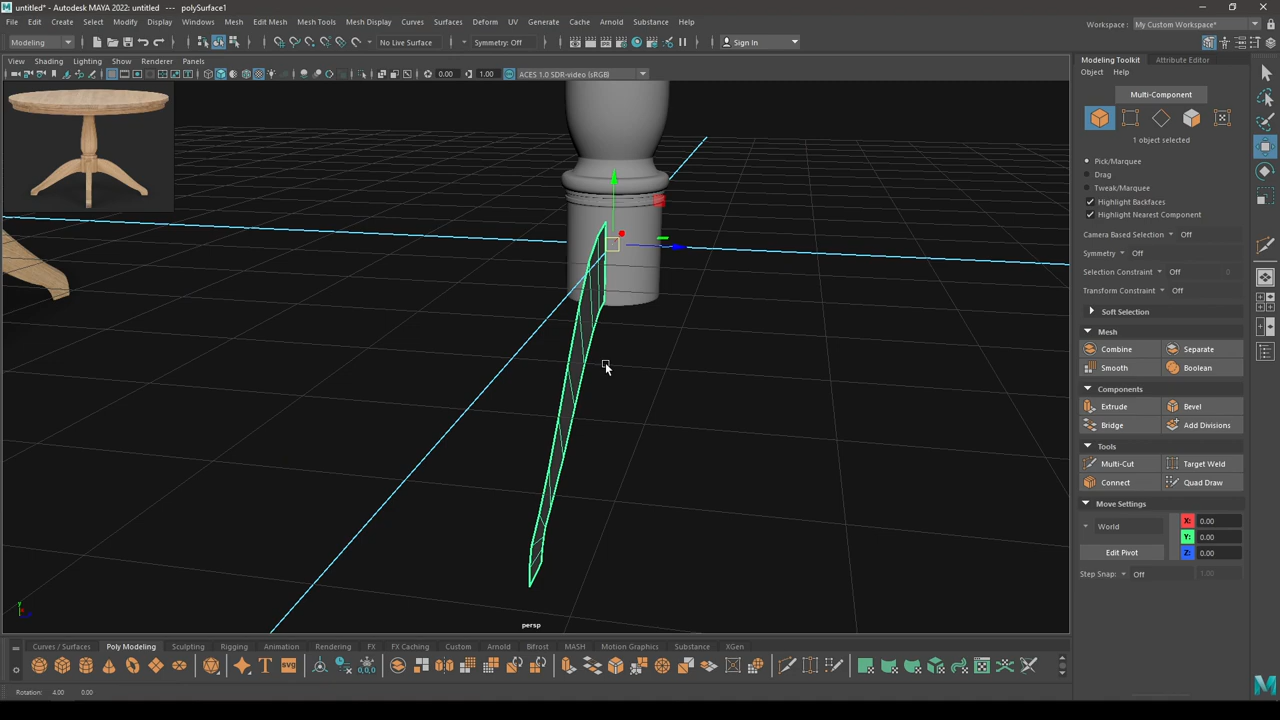 untitled* - Autodesk MAYA 2022: untitled --- polySurface1
File Edit Create Select Modify Display Windows Mesh Edit Mesh Mesh Tools Mesh Display Curves Surfaces Deform UV Generate Cache Arnold Substance Help
Workspace : My Custom Workspace*
Modeling No Live Surface Symmetry: Off Sign In
View Shading Lighting Show Renderer Panels
0.00 1.00 ACES 1.0 SDR-video (sRGB)
Modeling Toolkit Attribute Editor
Object Help
Multi-Component
1 object selected
Pick/Marquee
Drag
Tweak/Marquee
Highlight Backfaces
Highlight Nearest Component
Camera Based Selection Off
Symmetry Off
Selection Constraint Off 0
Transform Constraint Off
Soft Selection
Mesh
Combine Separate
Smooth Boolean
Components
Extrude Bevel
Bridge Add Divisions
Tools
Multi-Cut Target Weld
Connect Quad Draw
Move Settings
X: 0.00
World Y: 0.00
Edit Pivot Z: 0.00
Step Snap: Off 1.00
persp
Curves / Surfaces Poly Modeling Sculpting Rigging Animation Rendering FX FX Caching Custom Arnold Bifrost MASH Motion Graphics Substance XGen
T SVG 0,0,0
Rotation: 4.00 0.00